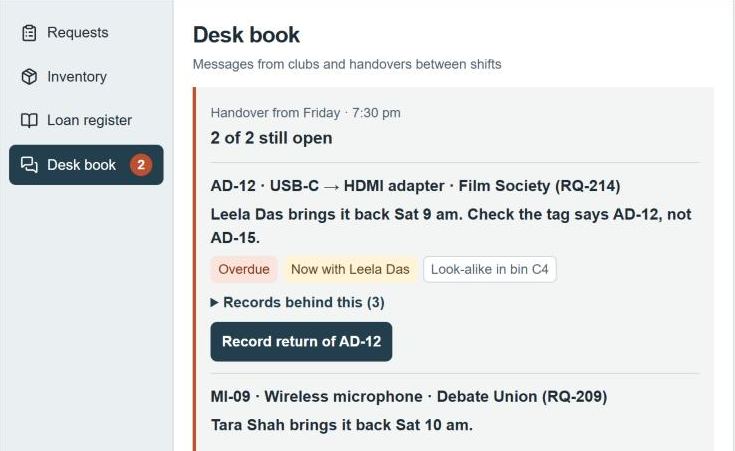 Requests
Inventory
Loan register
Desk book 2
Desk book
Messages from clubs and handovers between shifts
Handover from Friday · 7:30 pm
2 of 2 still open
AD-12 · USB-C → HDMI adapter · Film Society (RQ-214)
Leela Das brings it back Sat 9 am. Check the tag says AD-12, not
AD-15.
Overdue Now with Leela Das Look-alike in bin C4
▶ Records behind this (3)
Record return of AD-12
MI-09 · Wireless microphone · Debate Union (RQ-209)
Tara Shah brings it back Sat 10 am.